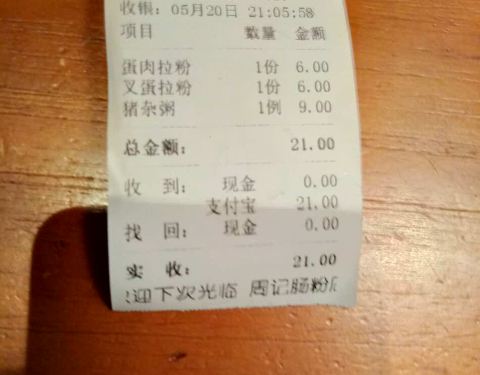 收银: 05月20日 21:05:58
项目 数量 金额
蛋肉拉粉 1份 6.00
叉蛋拉粉 1份 6.00
猪杂粥 1例 9.00
总金额: 21.00
收 到: 现金 0.00
支付宝 21.00
找 回: 现金 0.00
实 收: 21.00
迎下次光临 周记肠粉